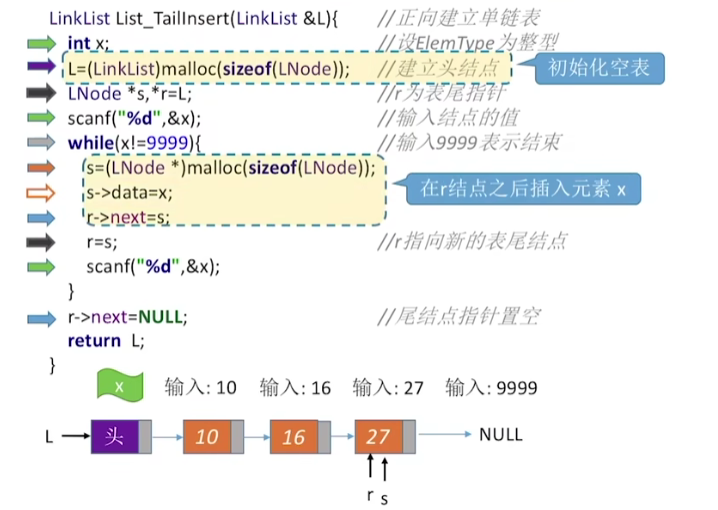 LinkList List_TailInsert(LinkList &L){ //正向建立单链表
int x; //设ElemType为整型
L=(LinkList)malloc(sizeof(LNode)); //建立头结点 初始化空表
LNode *s,*r=L; //r为表尾指针
scanf("%d",&x); //输入结点的值
while(x!=9999){ //输入9999表示结束
s=(LNode *)malloc(sizeof(LNode));
s->data=x; 在r结点之后插入元素 x
r->next=s;
r=s; //r指向新的表尾结点
scanf("%d",&x);
}
r->next=NULL; //尾结点指针置空
return L;
}
x 输入: 10 输入: 16 输入: 27 输入: 9999
L 头 10 16 27 NULL
r s